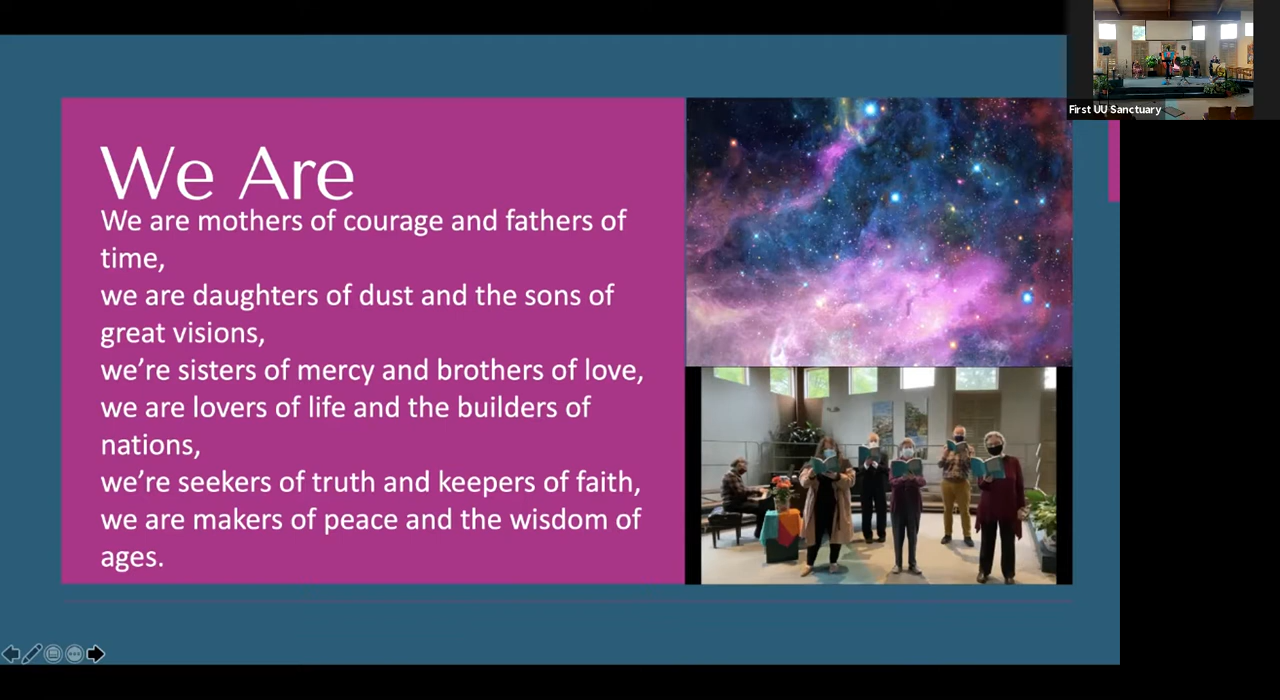 First UU Sanctuary
We Are
We are mothers of courage and fathers of
time,
we are daughters of dust and the sons of
great visions,
we’re sisters of mercy and brothers of love,
we are lovers of life and the builders of
nations,
we’re seekers of truth and keepers of faith,
we are makers of peace and the wisdom of
ages.